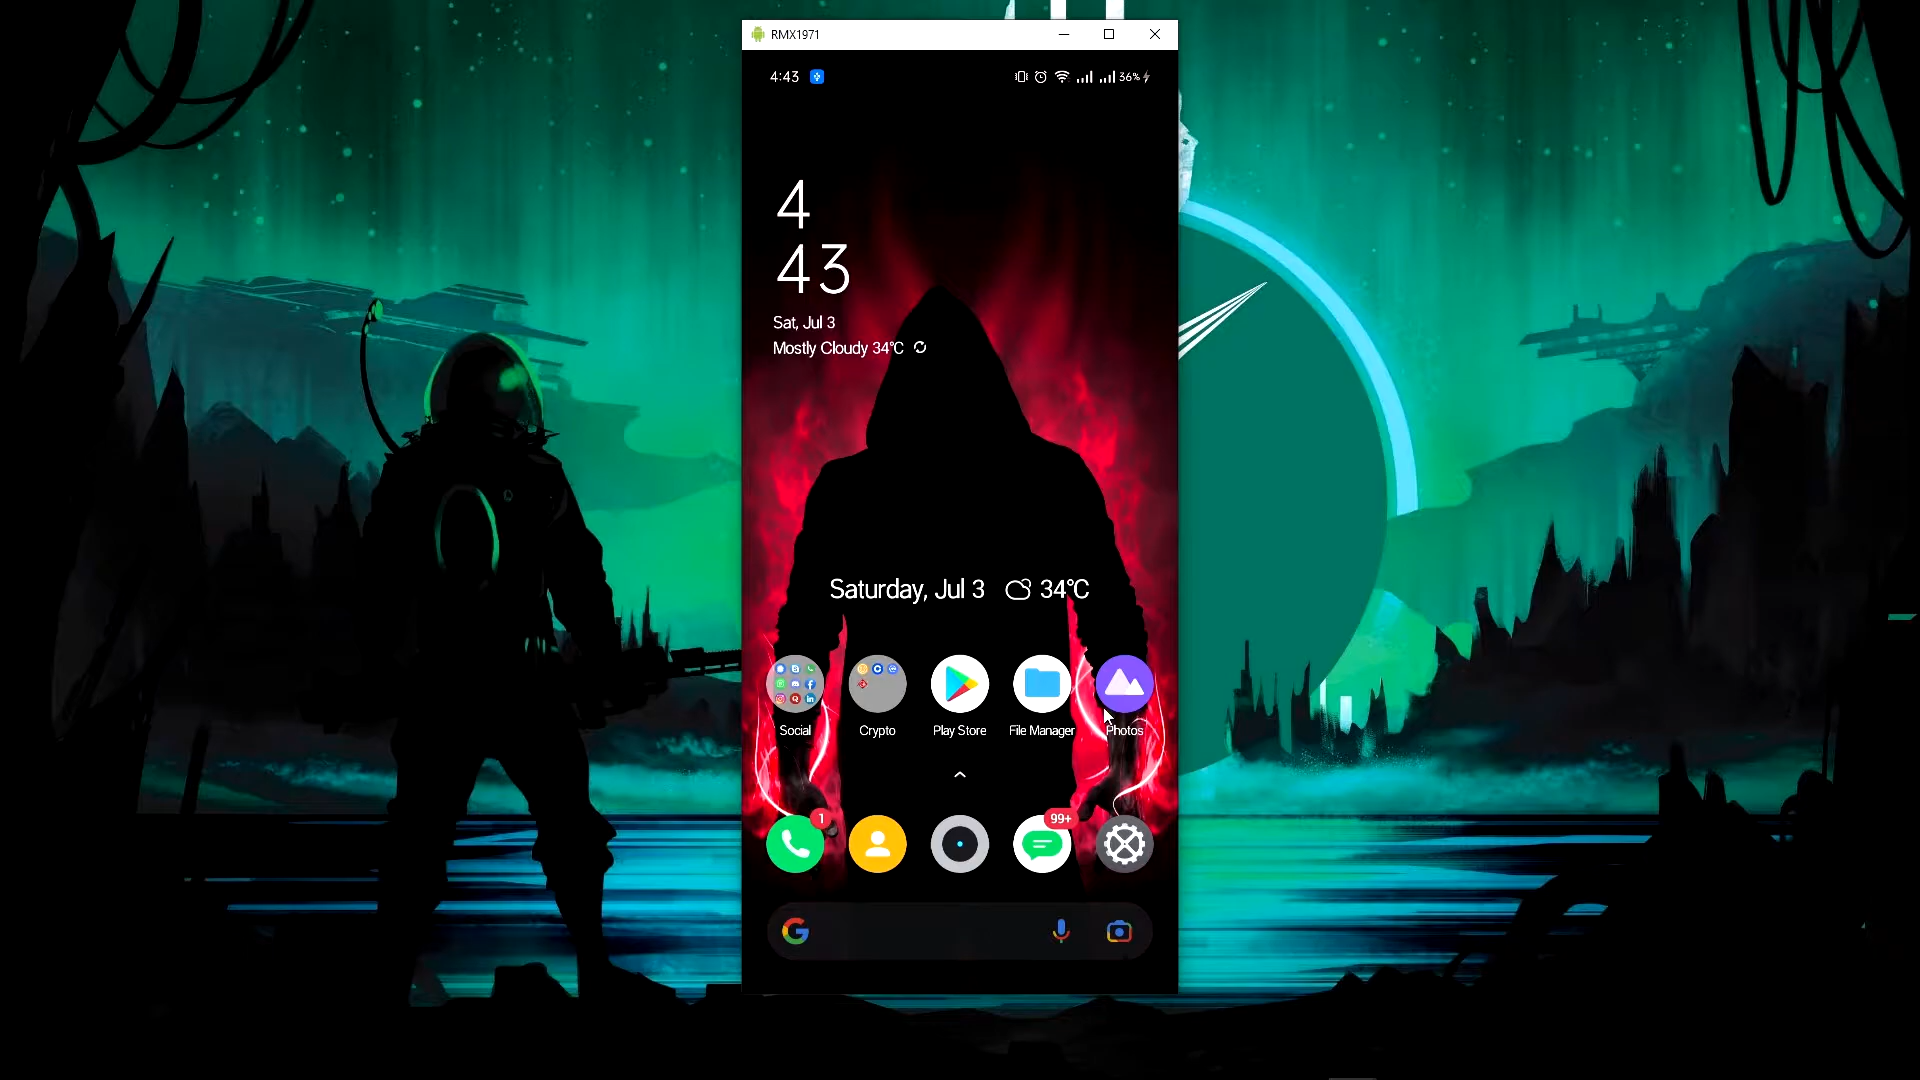 RMX1971
4:43
36%
4
43
Sat, Jul 3
Mostly Cloudy 34°C
Saturday, Jul 3 34°C
Social Crypto Play Store File Manager Photos
1 99+